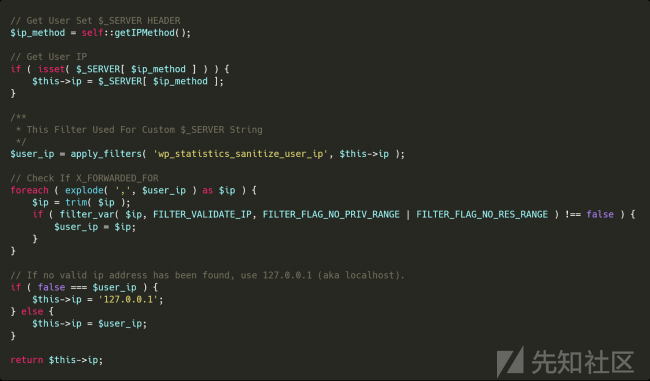 // Get User Set $_SERVER HEADER
$ip_method = self::getIPMethod();
// Get User IP
if ( isset( $_SERVER[ $ip_method ] ) ) {
$this->ip = $_SERVER[ $ip_method ];
}
/**
* This Filter Used For Custom $_SERVER String
*/
$user_ip = apply_filters( 'wp_statistics_sanitize_user_ip', $this->ip );
// Check If X_FORWARDED_FOR
foreach ( explode( ',', $user_ip ) as $ip ) {
$ip = trim( $ip );
if ( filter_var( $ip, FILTER_VALIDATE_IP, FILTER_FLAG_NO_PRIV_RANGE | FILTER_FLAG_NO_RES_RANGE ) !== false ) {
$user_ip = $ip;
}
}
// If no valid ip address has been found, use 127.0.0.1 (aka localhost).
if ( false === $user_ip ) {
$this->ip = '127.0.0.1';
} else {
$this->ip = $user_ip;
}
return $this->ip;
先知社区